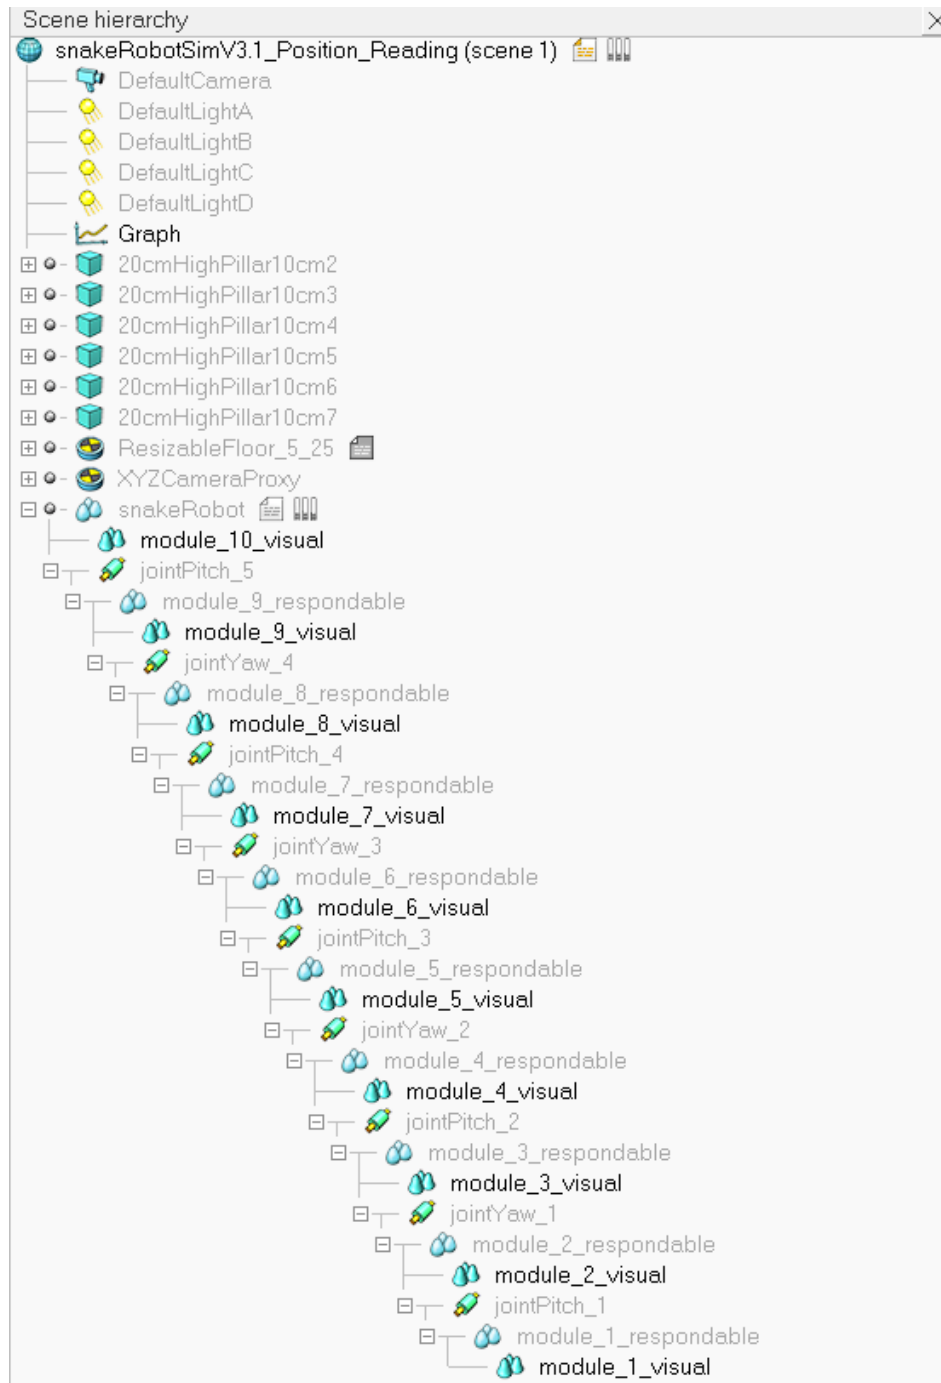 Scene hierarchy
snakeRobotSimV3.1_Position_Reading (scene 1)
DefaultCamera
DefaultLightA
DefaultLightB
DefaultLightC
DefaultLightD
Graph
20cmHighPillar10cm2
20cmHighPillar10cm3
20cmHighPillar10cm4
20cmHighPillar10cm5
20cmHighPillar10cm6
20cmHighPillar10cm7
ResizableFloor_5_25
XYZCameraProxy
snakeRobot
module_10_visual
jointPitch_5
module_9_respondable
module_9_visual
jointYaw_4
module_8_respondable
module_8_visual
jointPitch_4
module_7_respondable
module_7_visual
jointYaw_3
module_6_respondable
module_6_visual
jointPitch_3
module_5_respondable
module_5_visual
jointYaw_2
module_4_respondable
module_4_visual
jointPitch_2
module_3_respondable
module_3_visual
jointYaw_1
module_2_respondable
module_2_visual
jointPitch_1
module_1_respondable
module_1_visual